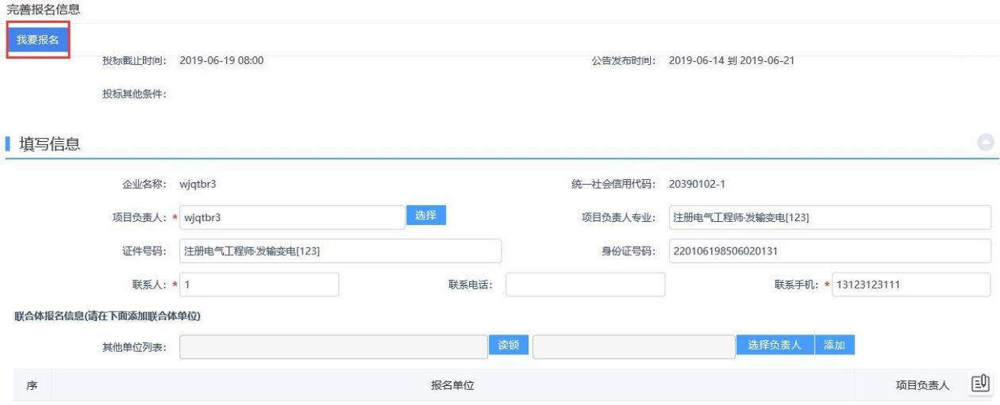 完善报名信息
我要报名
投标截止时间： 2019-06-19 08:00 公告发布时间： 2019-06-14 到 2019-06-21
投标其他条件：
填写信息
企业名称： wjqtbr3 统一社会信用代码： 20390102-1
项目负责人：* wjqtbr3 选择 项目负责人专业： 注册电气工程师·发输变电[123]
证件号码： 注册电气工程师·发输变电[123] 身份证号码： 220106198506020131
联系人：* 1 联系电话： 联系手机：* 13123123111
联合体报名信息(请在下面添加联合体单位)
其他单位列表： 读锁 选择负责人 添加
序 报名单位 项目负责人